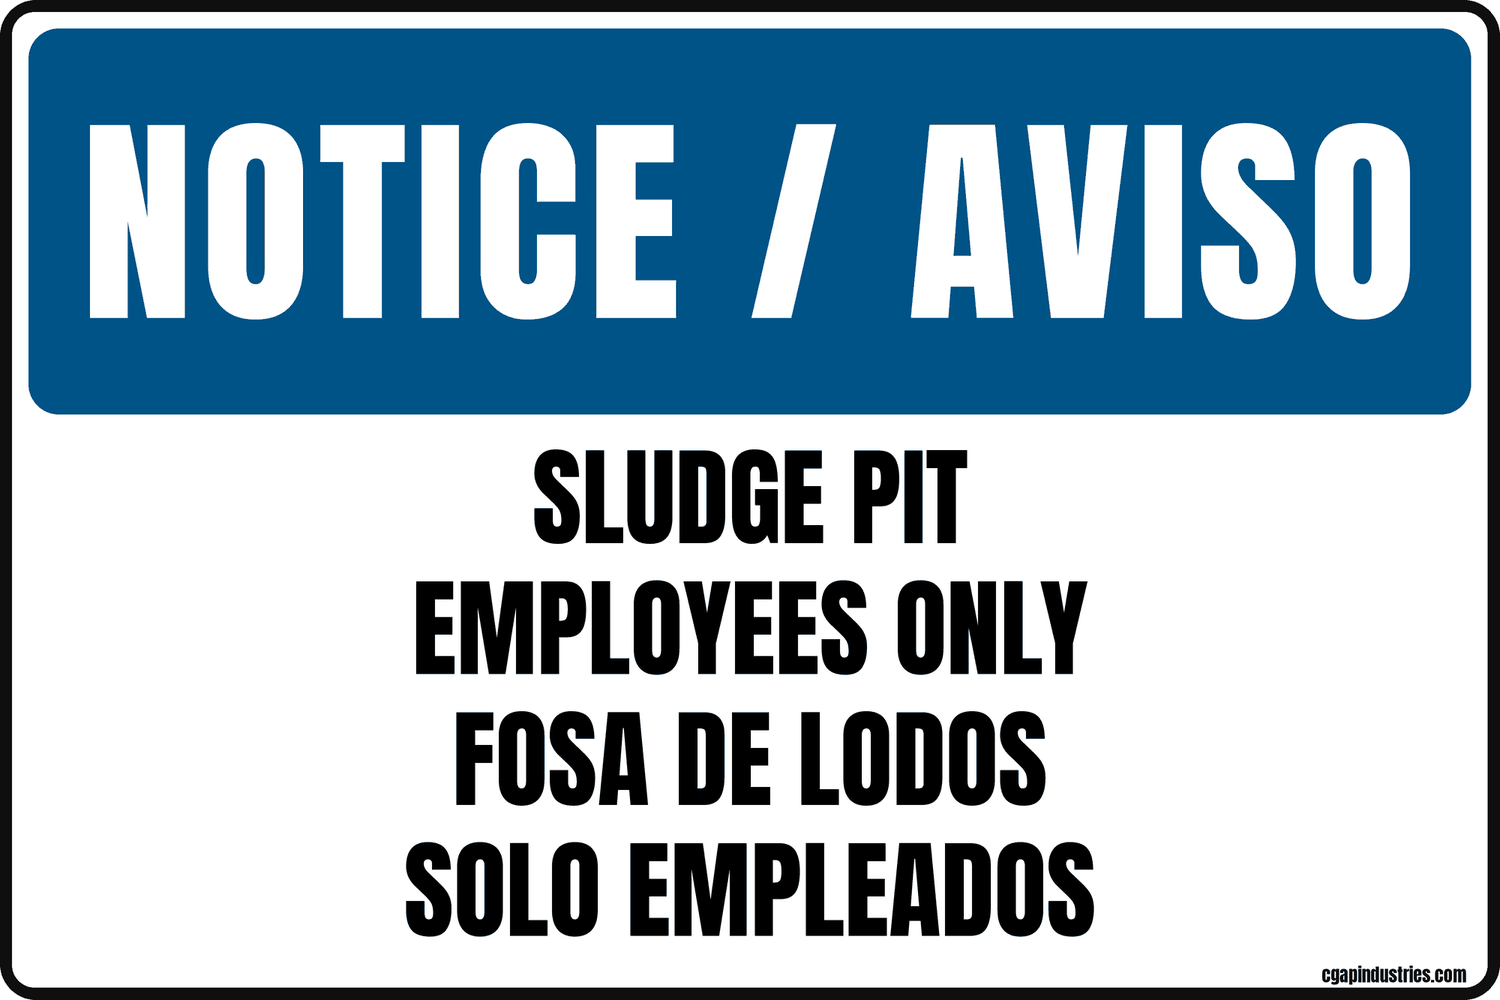 NOTICE / AVISO
SLUDGE PIT
EMPLOYEES ONLY
FOSA DE LODOS
SOLO EMPLEADOS
cgapindustries.com